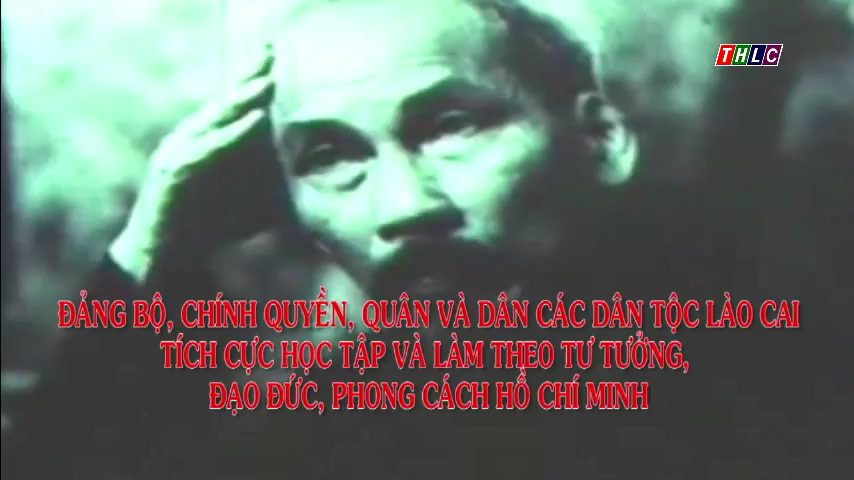 THLC
ĐẢNG BỘ, CHÍNH QUYỀN, QUÂN VÀ DÂN CÁC DÂN TỘC LÀO CAI
TÍCH CỰC HỌC TẬP VÀ LÀM THEO TƯ TƯỞNG,
ĐẠO ĐỨC, PHONG CÁCH HỒ CHÍ MINH